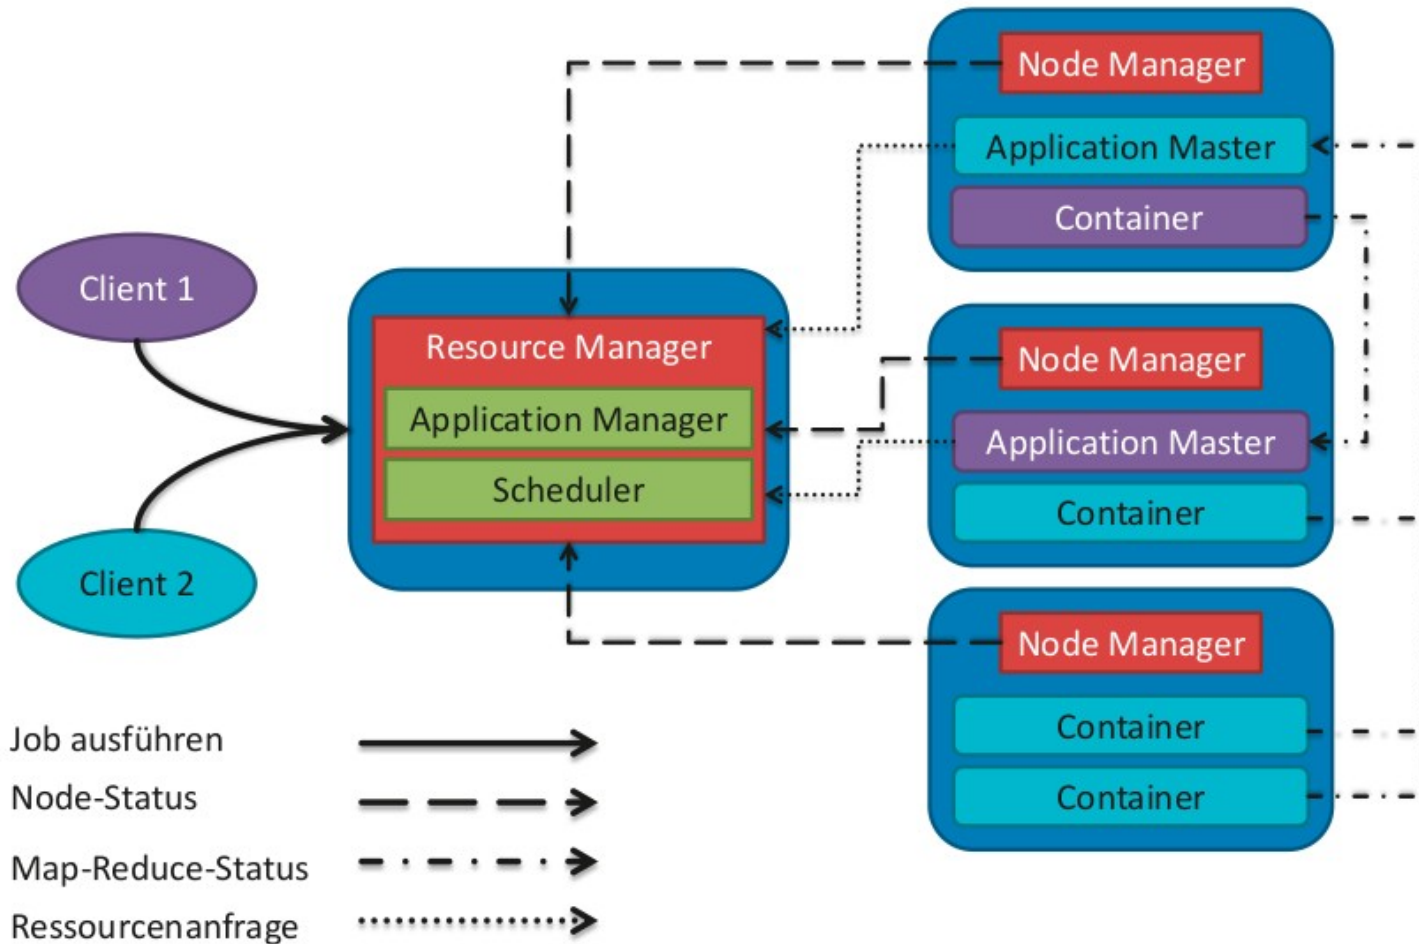 Node Manager
Application Master
Container
Client 1
Resource Manager
Application Manager
Scheduler
Node Manager
Application Master
Container
Client 2
Node Manager
Container
Container
Job ausführen
Node-Status
Map-Reduce-Status
Ressourcenanfrage